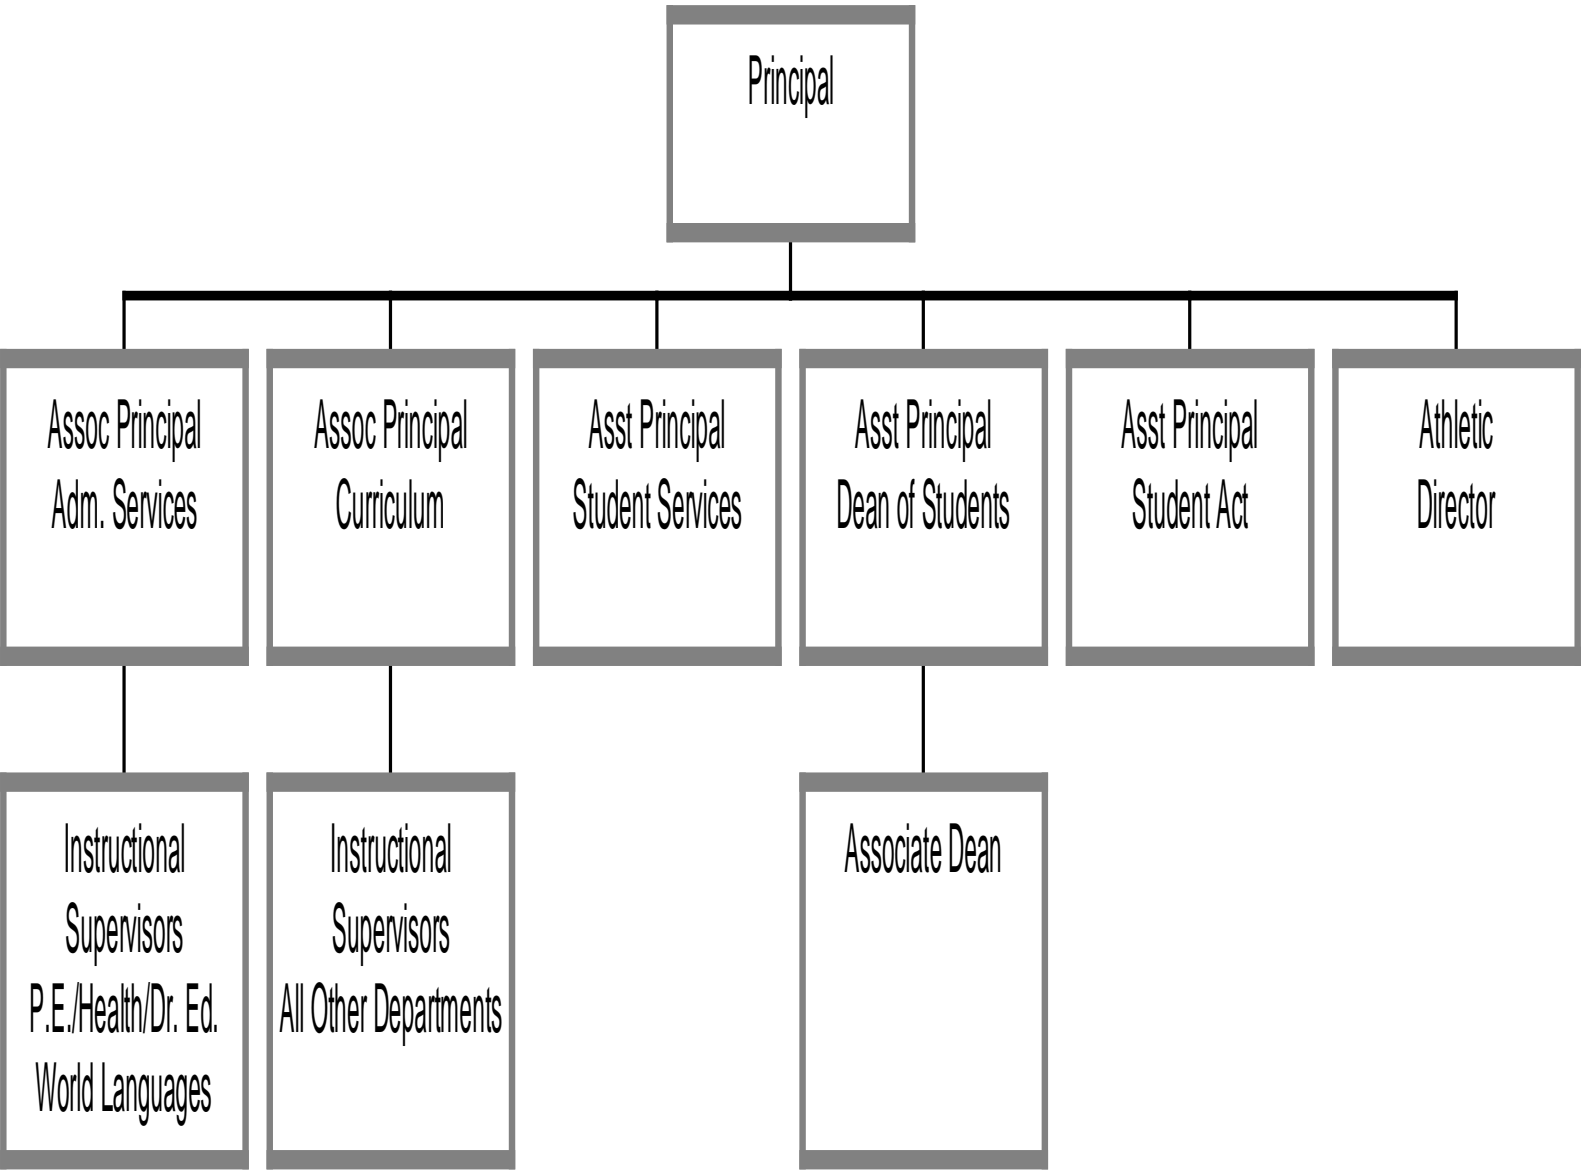 Principal
Assoc Principal
Adm. Services
Assoc Principal
Curriculum
Asst Principal
Student Services
Asst Principal
Dean of Students
Asst Principal
Student Act
Athletic
Director
Instructional
Supervisors
P.E./Health/Dr. Ed.
World Languages
Instructional
Supervisors
All Other Departments
Associate Dean